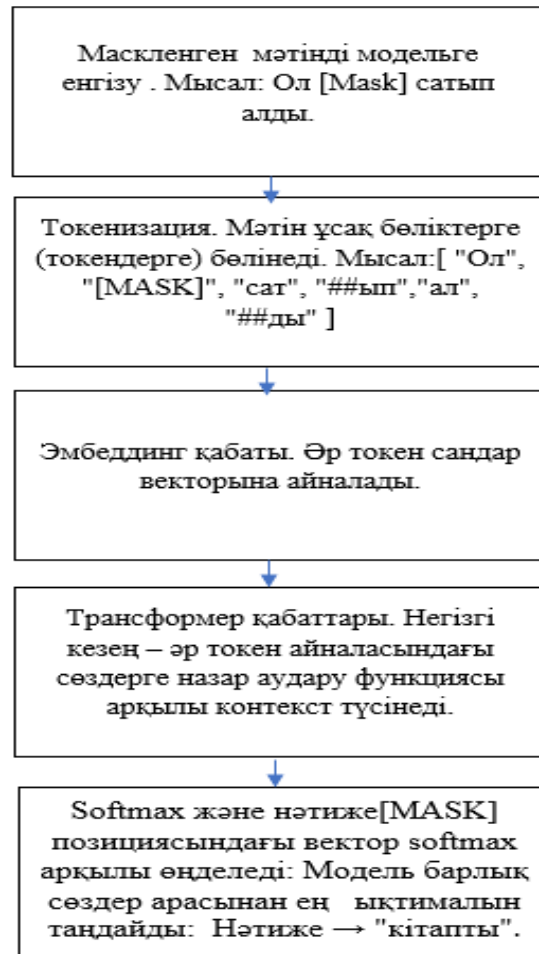 Маскленген мәтінді модельге
енгізу . Мысал: Ол [Mask] сатып
алды.
Токенизация. Мәтін ұсақ бөліктерге
(токендерге) бөлінеді. Мысал:[ "Ол",
"[MASK]", "сат", "##ып","ал",
"##ды" ]
Эмбеддинг қабаты. Әр токен сандар
векторына айналады.
Трансформер қабаттары. Негізгі
кезең – әр токен айналасындағы
сөздерге назар аудару функциясы
арқылы контекст түсінеді.
Softmax және нәтиже[MASK]
позициясындағы вектор softmax
арқылы өңделеді: Модель барлық
сөздер арасынан ең ықтималын
таңдайды: Нәтиже → "кітапты".